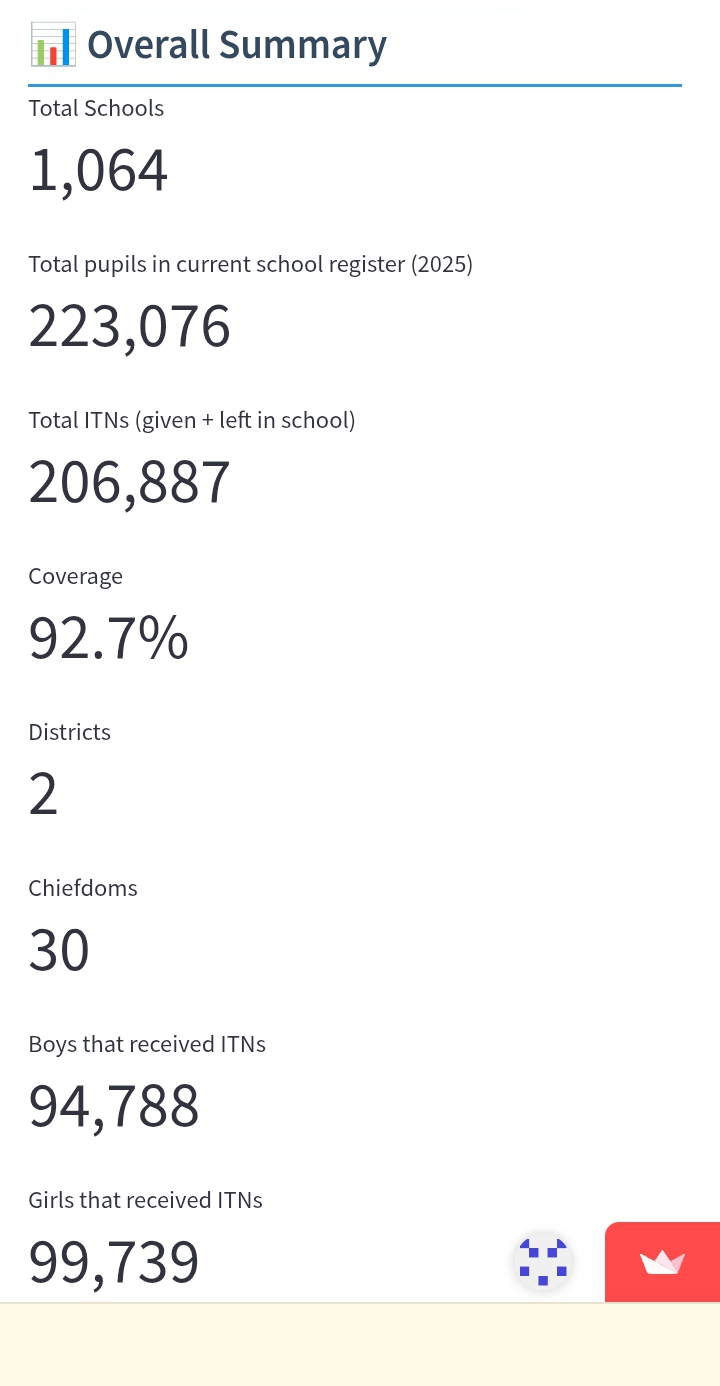 Overall Summary
Total Schools
1,064
Total pupils in current school register (2025)
223,076
Total ITNs (given + left in school)
206,887
Coverage
92.7%
Districts
2
Chiefdoms
30
Boys that received ITNs
94,788
Girls that received ITNs
99,739